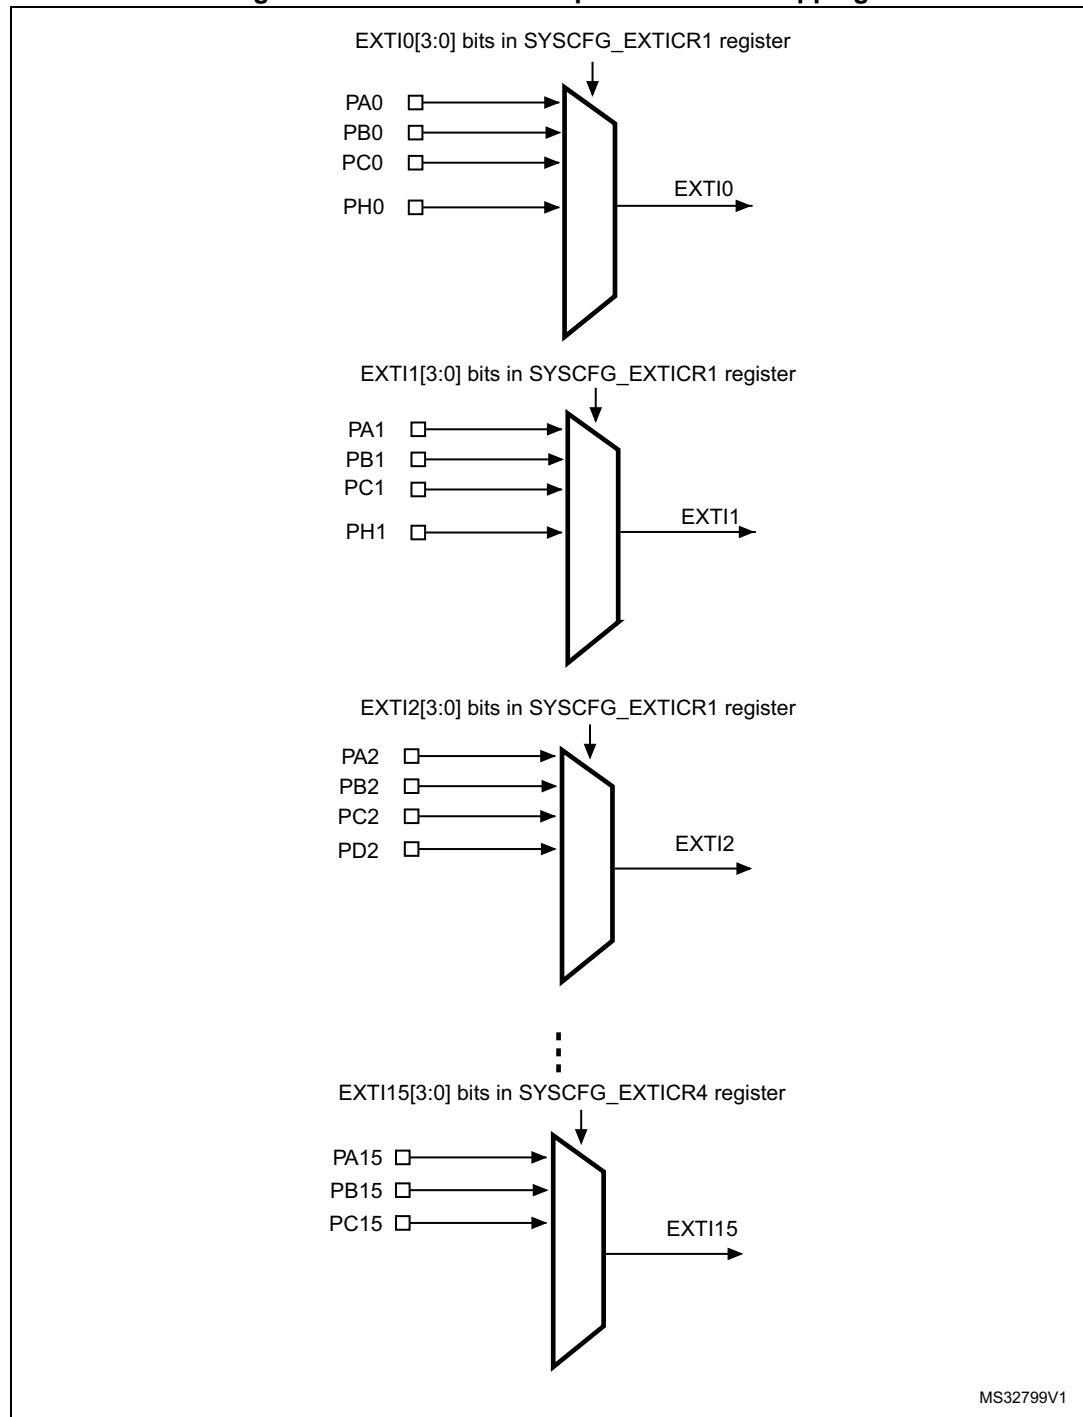 EXTI0[3:0] bits in SYSCFG_EXTICR1 register
PA0
PB0
PC0
PH0
EXTI0
EXTI1[3:0] bits in SYSCFG_EXTICR1 register
PA1
PB1
PC1
PH1
EXTI1
EXTI2[3:0] bits in SYSCFG_EXTICR1 register
PA2
PB2
PC2
PD2
EXTI2
EXTI15[3:0] bits in SYSCFG_EXTICR4 register
PA15
PB15
PC15
EXTI15
MS32799V1